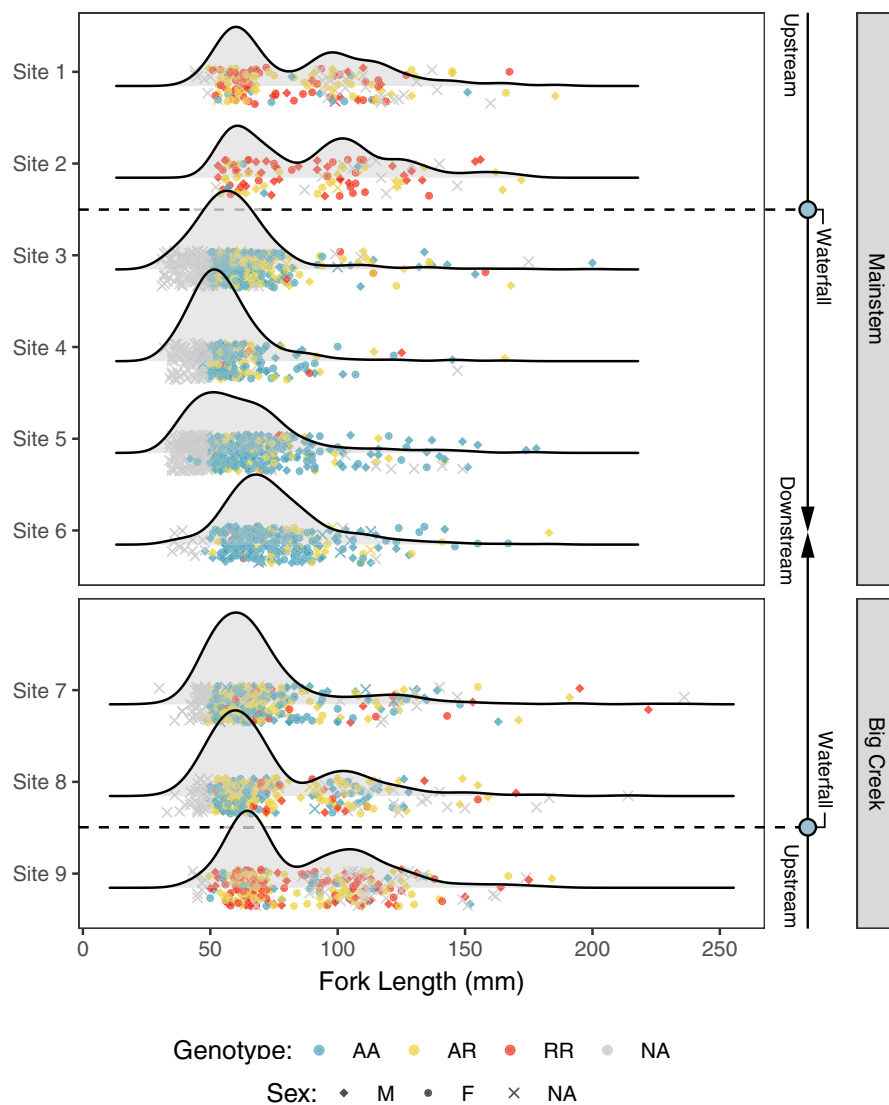 Site 1
Site 2
Site 3
Site 4
Site 5
Site 6
Upstream
Waterfall
Downstream
Mainstem
Site 7
Site 8
Site 9
Waterfall
Upstream
Big Creek
0 50 100 150 200 250
Fork Length (mm)
Genotype: AA AR RR NA
Sex: M F NA